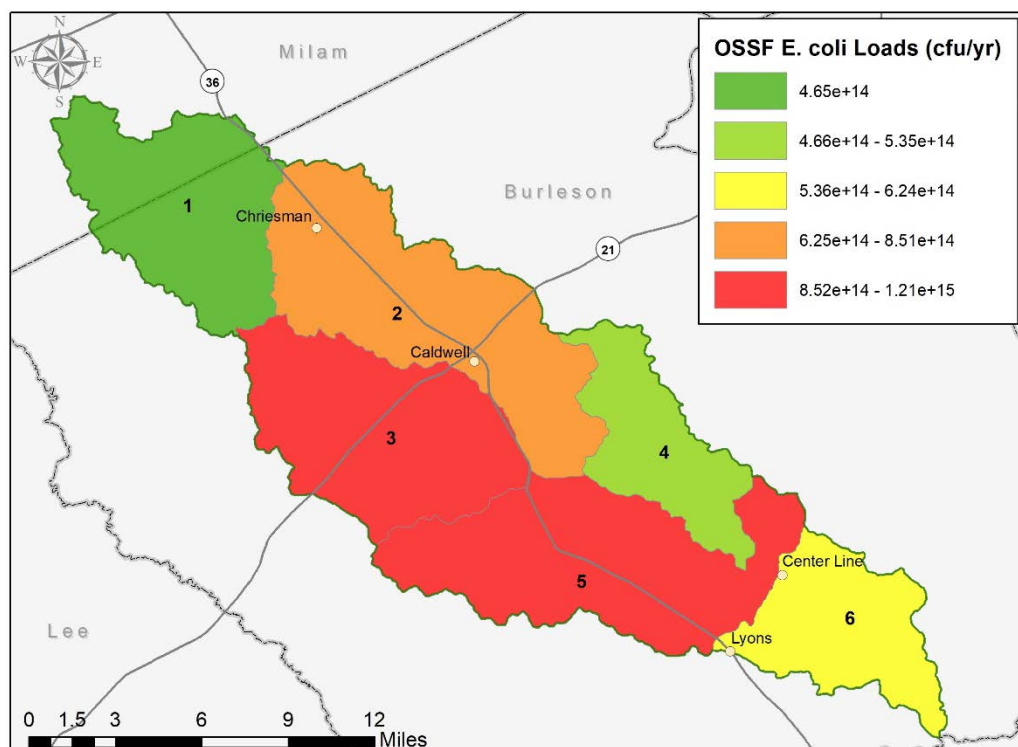 OSSF E. coli Loads (cfu/yr)
4.65e+14
4.66e+14 - 5.35e+14
5.36e+14 - 6.24e+14
6.25e+14 - 8.51e+14
8.52e+14 - 1.21e+15
N
W E
S
Milam
36
Burleson
1
Chriesman
21
2
Caldwell
3
4
Center Line
5
6
Lee
Lyons
0 1.5 3 6 9 12
Miles